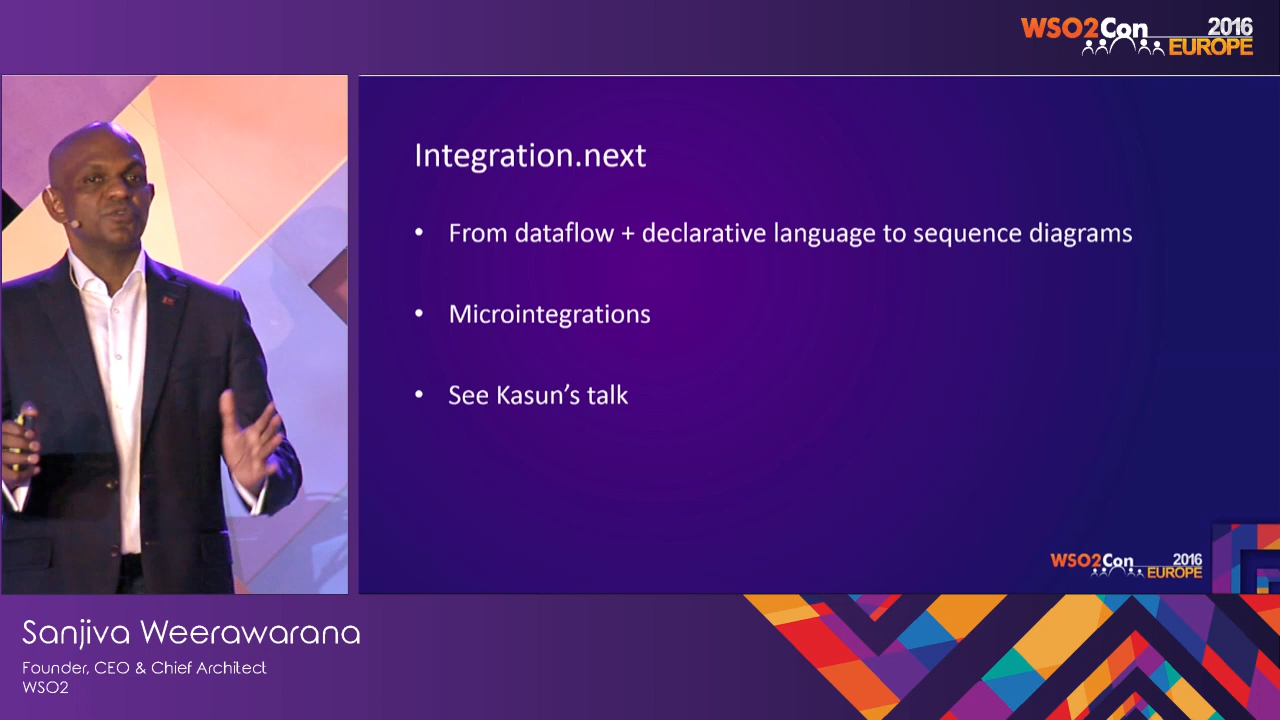 WSO2Con 2016
EUROPE
Integration.next
• From dataflow + declarative language to sequence diagrams
• Microintegrations
• See Kasun’s talk
WSO2Con 2016
EUROPE
Sanjiva Weerawarana
Founder, CEO & Chief Architect
WSO2